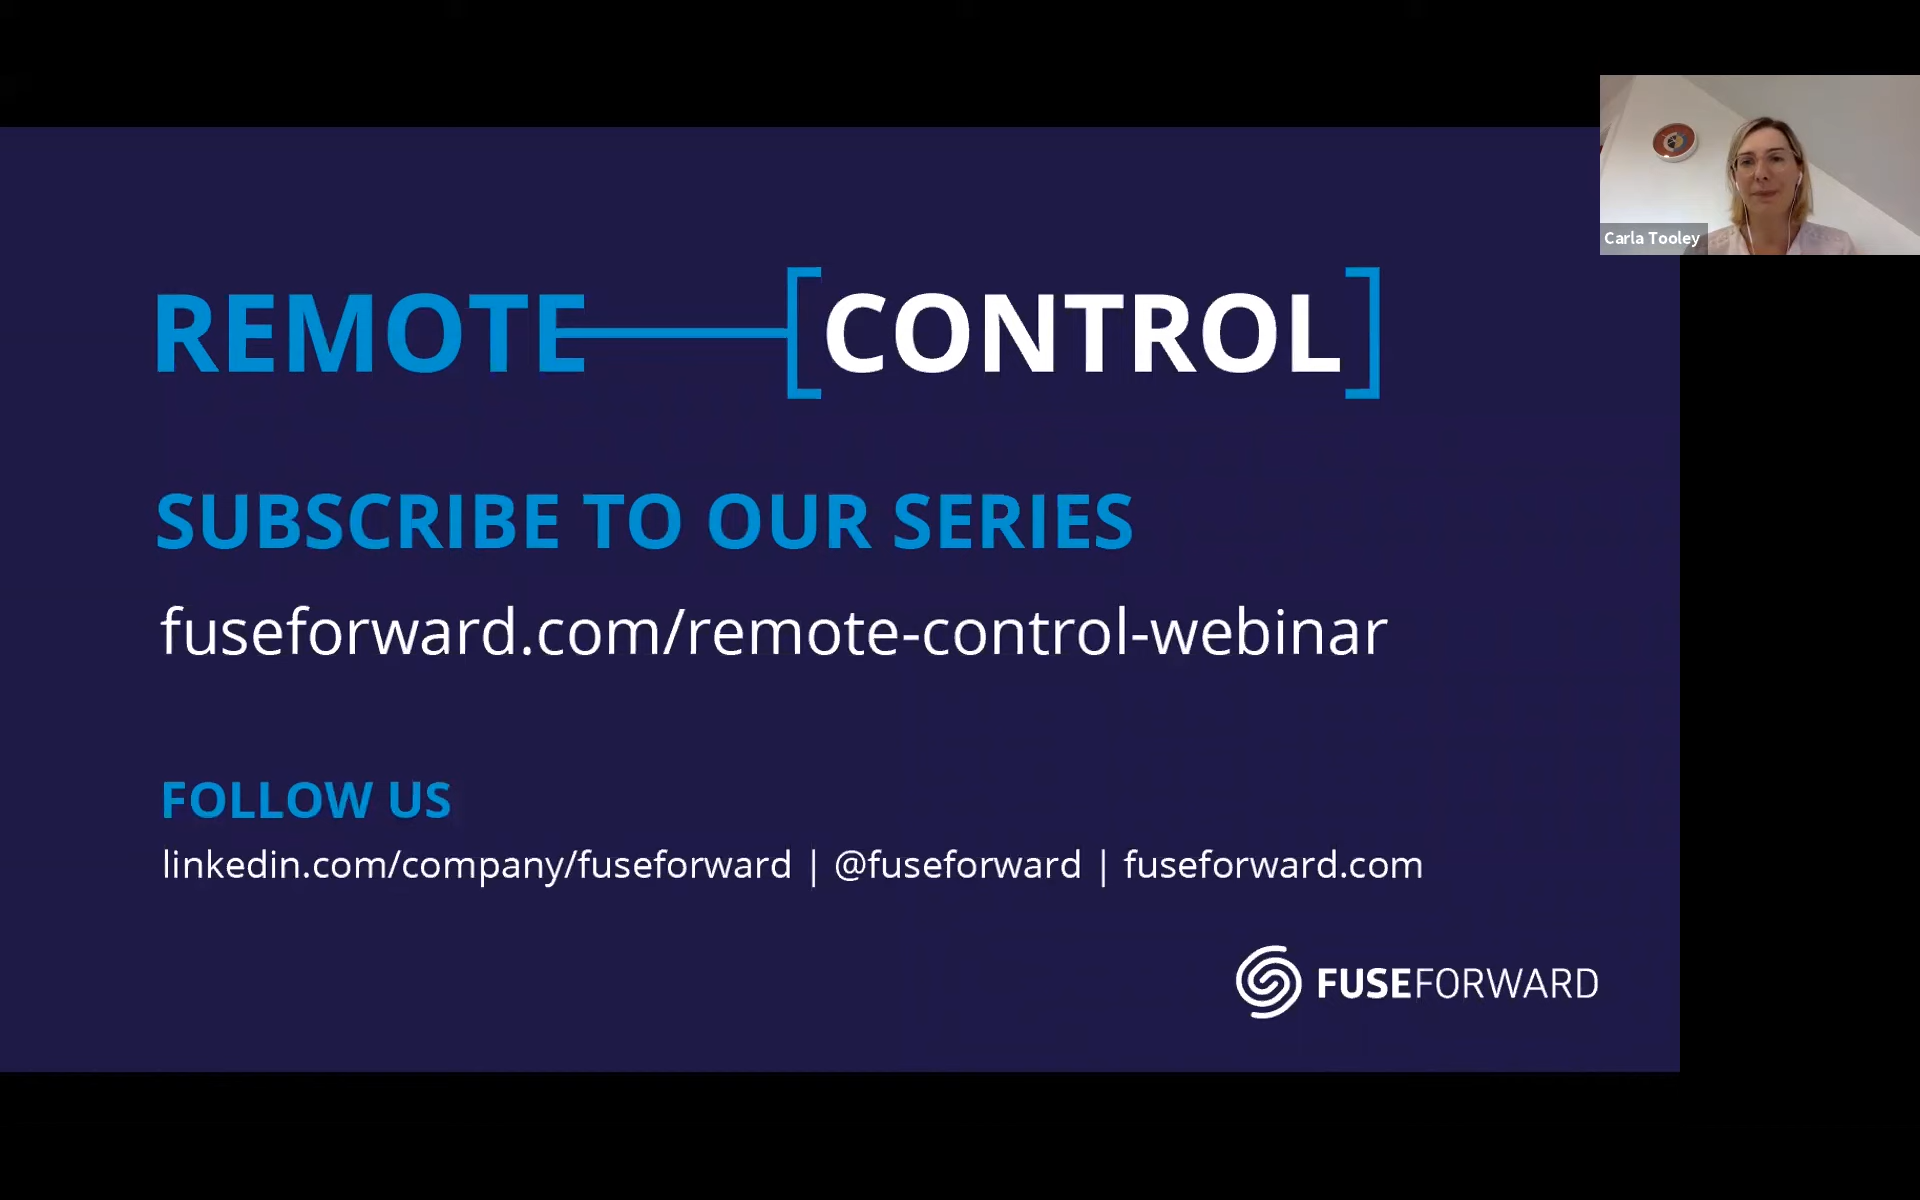 Carla Tooley
REMOTE [CONTROL]
SUBSCRIBE TO OUR SERIES
fuseforward.com/remote-control-webinar
FOLLOW US
linkedin.com/company/fuseforward | @fuseforward | fuseforward.com
FUSEFORWARD